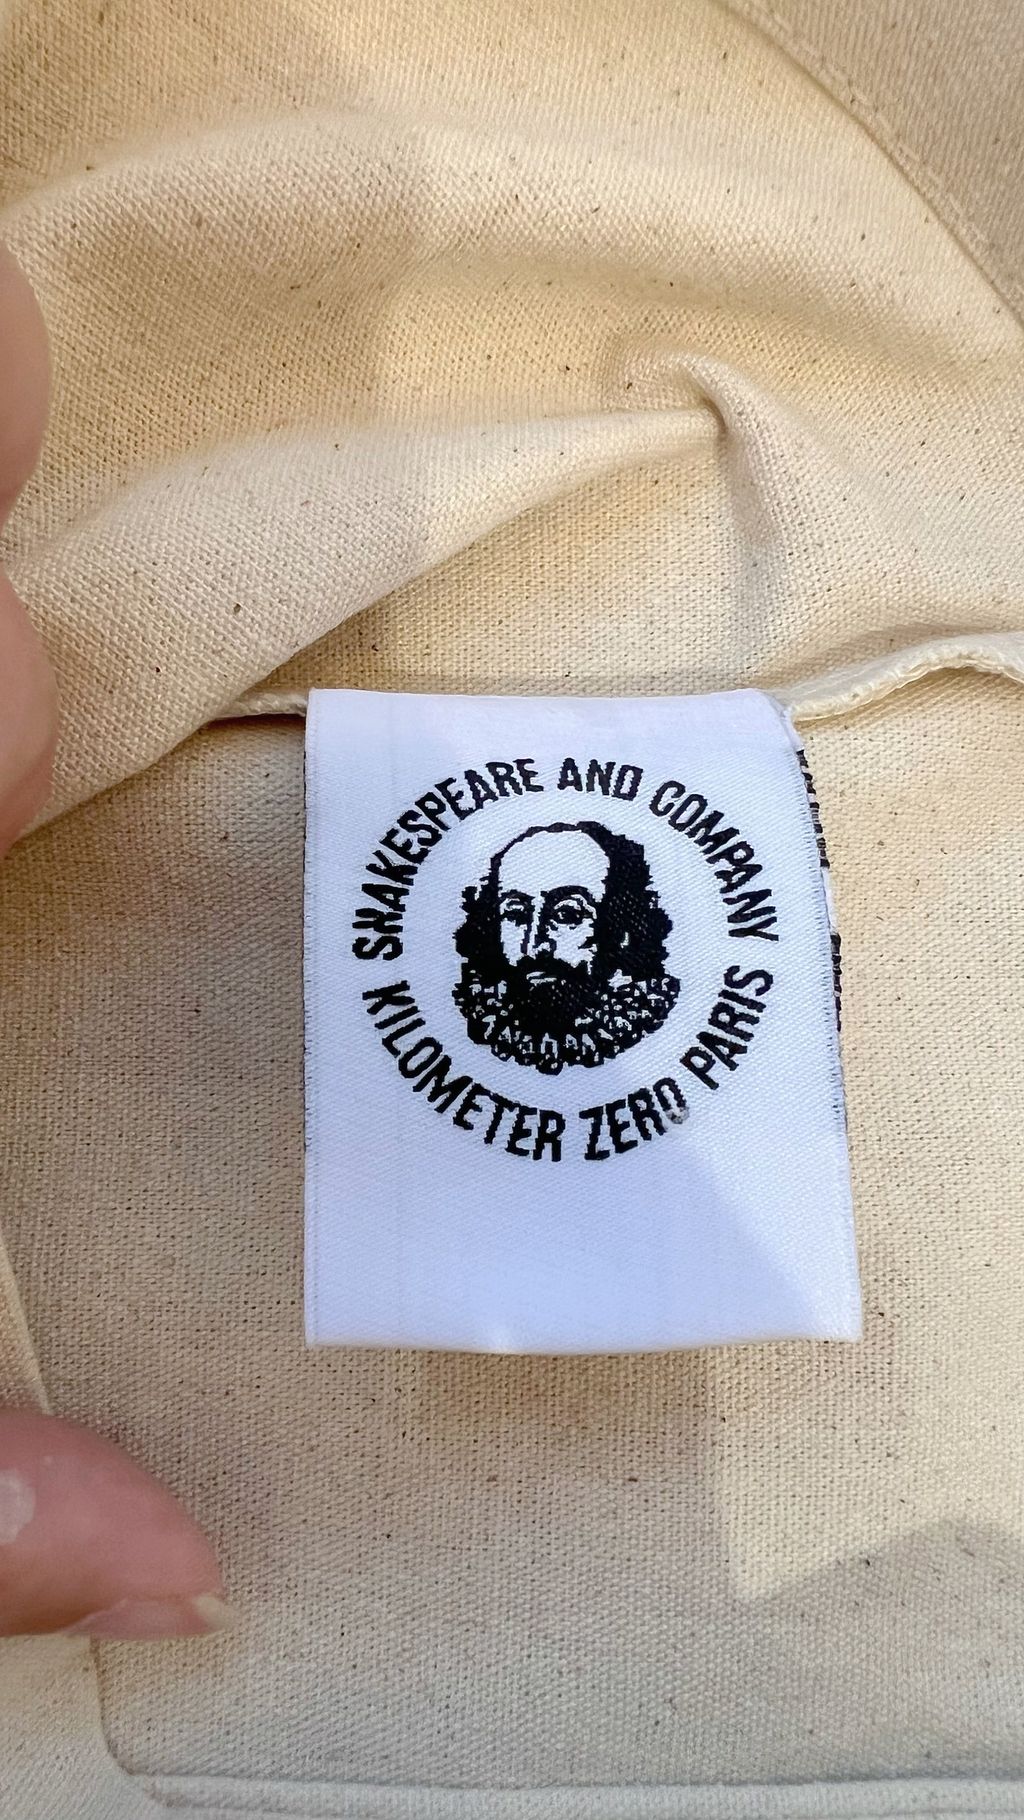 SHAKESPEARE AND COMPANY
KILOMETER ZERO PARIS